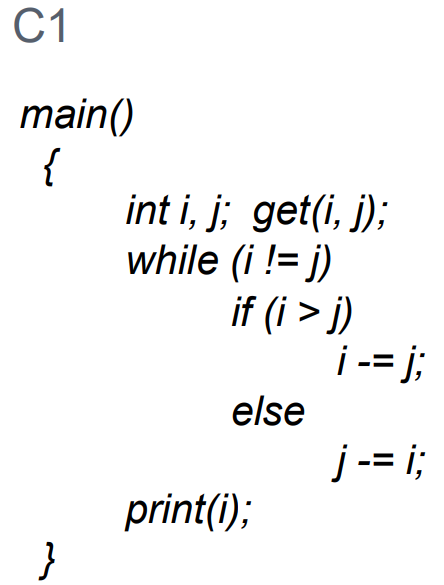 C1
main()
{
int i, j; get(i, j);
while (i != j)
if (i > j)
i -= j;
else
j -= i;
print(i);
}